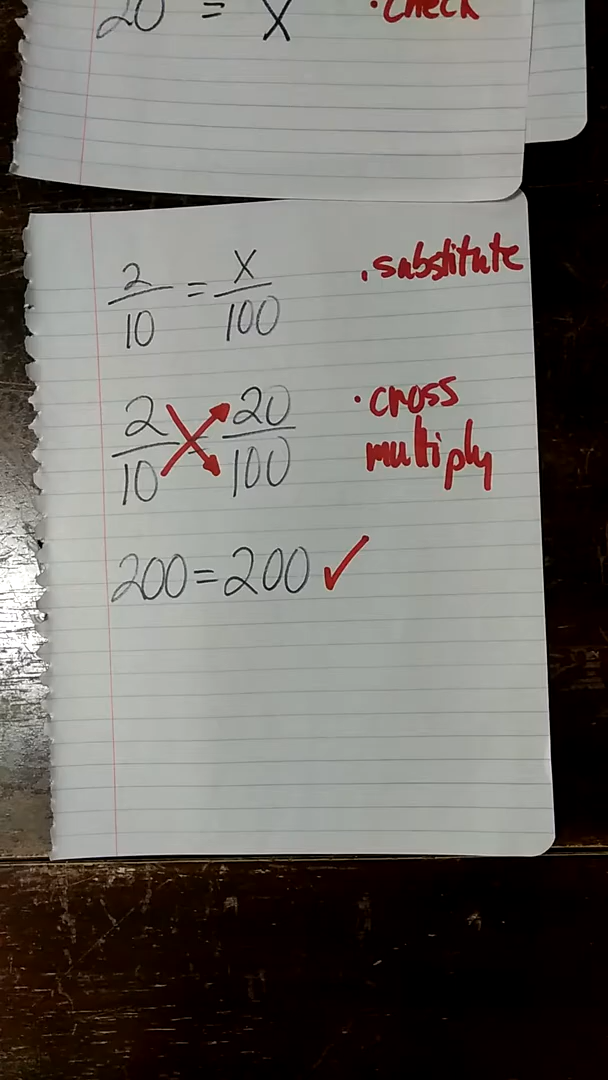 20 = X • check
2/10 = X/100 . substitute
2/10 = 20/100 • cross
multiply
200 = 200 ✓